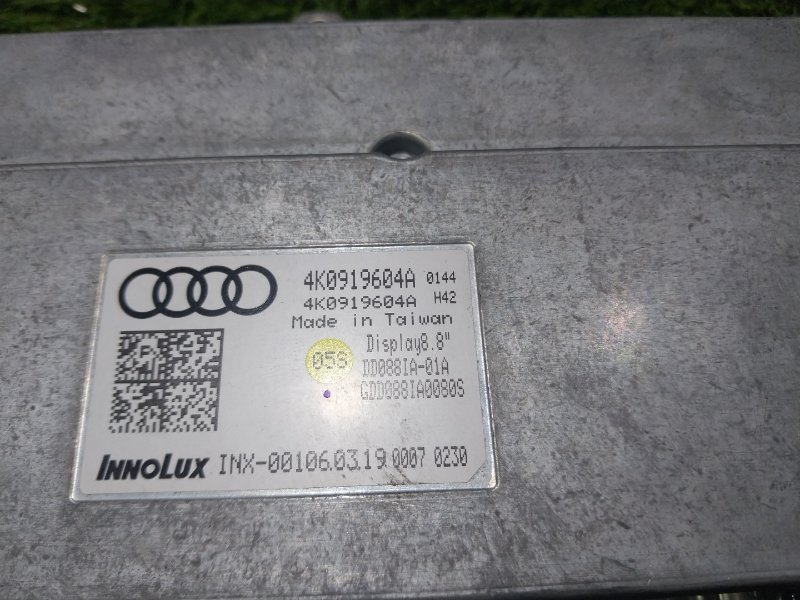 4K0919604A 0144
4K0919604A H42
Made in Taiwan
Display8.8"
05S
DD088IA-01A
GDD088IA0080S
INNOLUX INX-00106.03.19 0007 0230